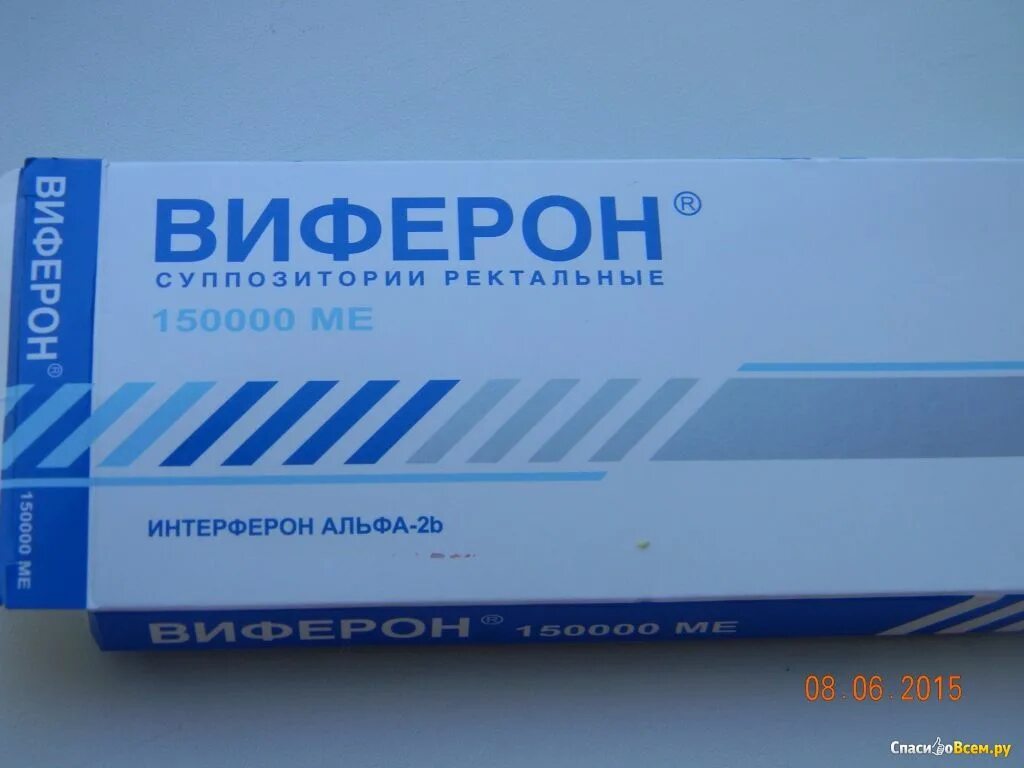 ВИФЕРОН®
СУППОЗИТОРИИ РЕКТАЛЬНЫЕ
150000 МЕ
ИНТЕРФЕРОН АЛЬФА-2b
ВИФЕРОН®
150000 МЕ
ВИФЕРОН® 150000 МЕ
08.06.2015
СпасибоВсем.ру